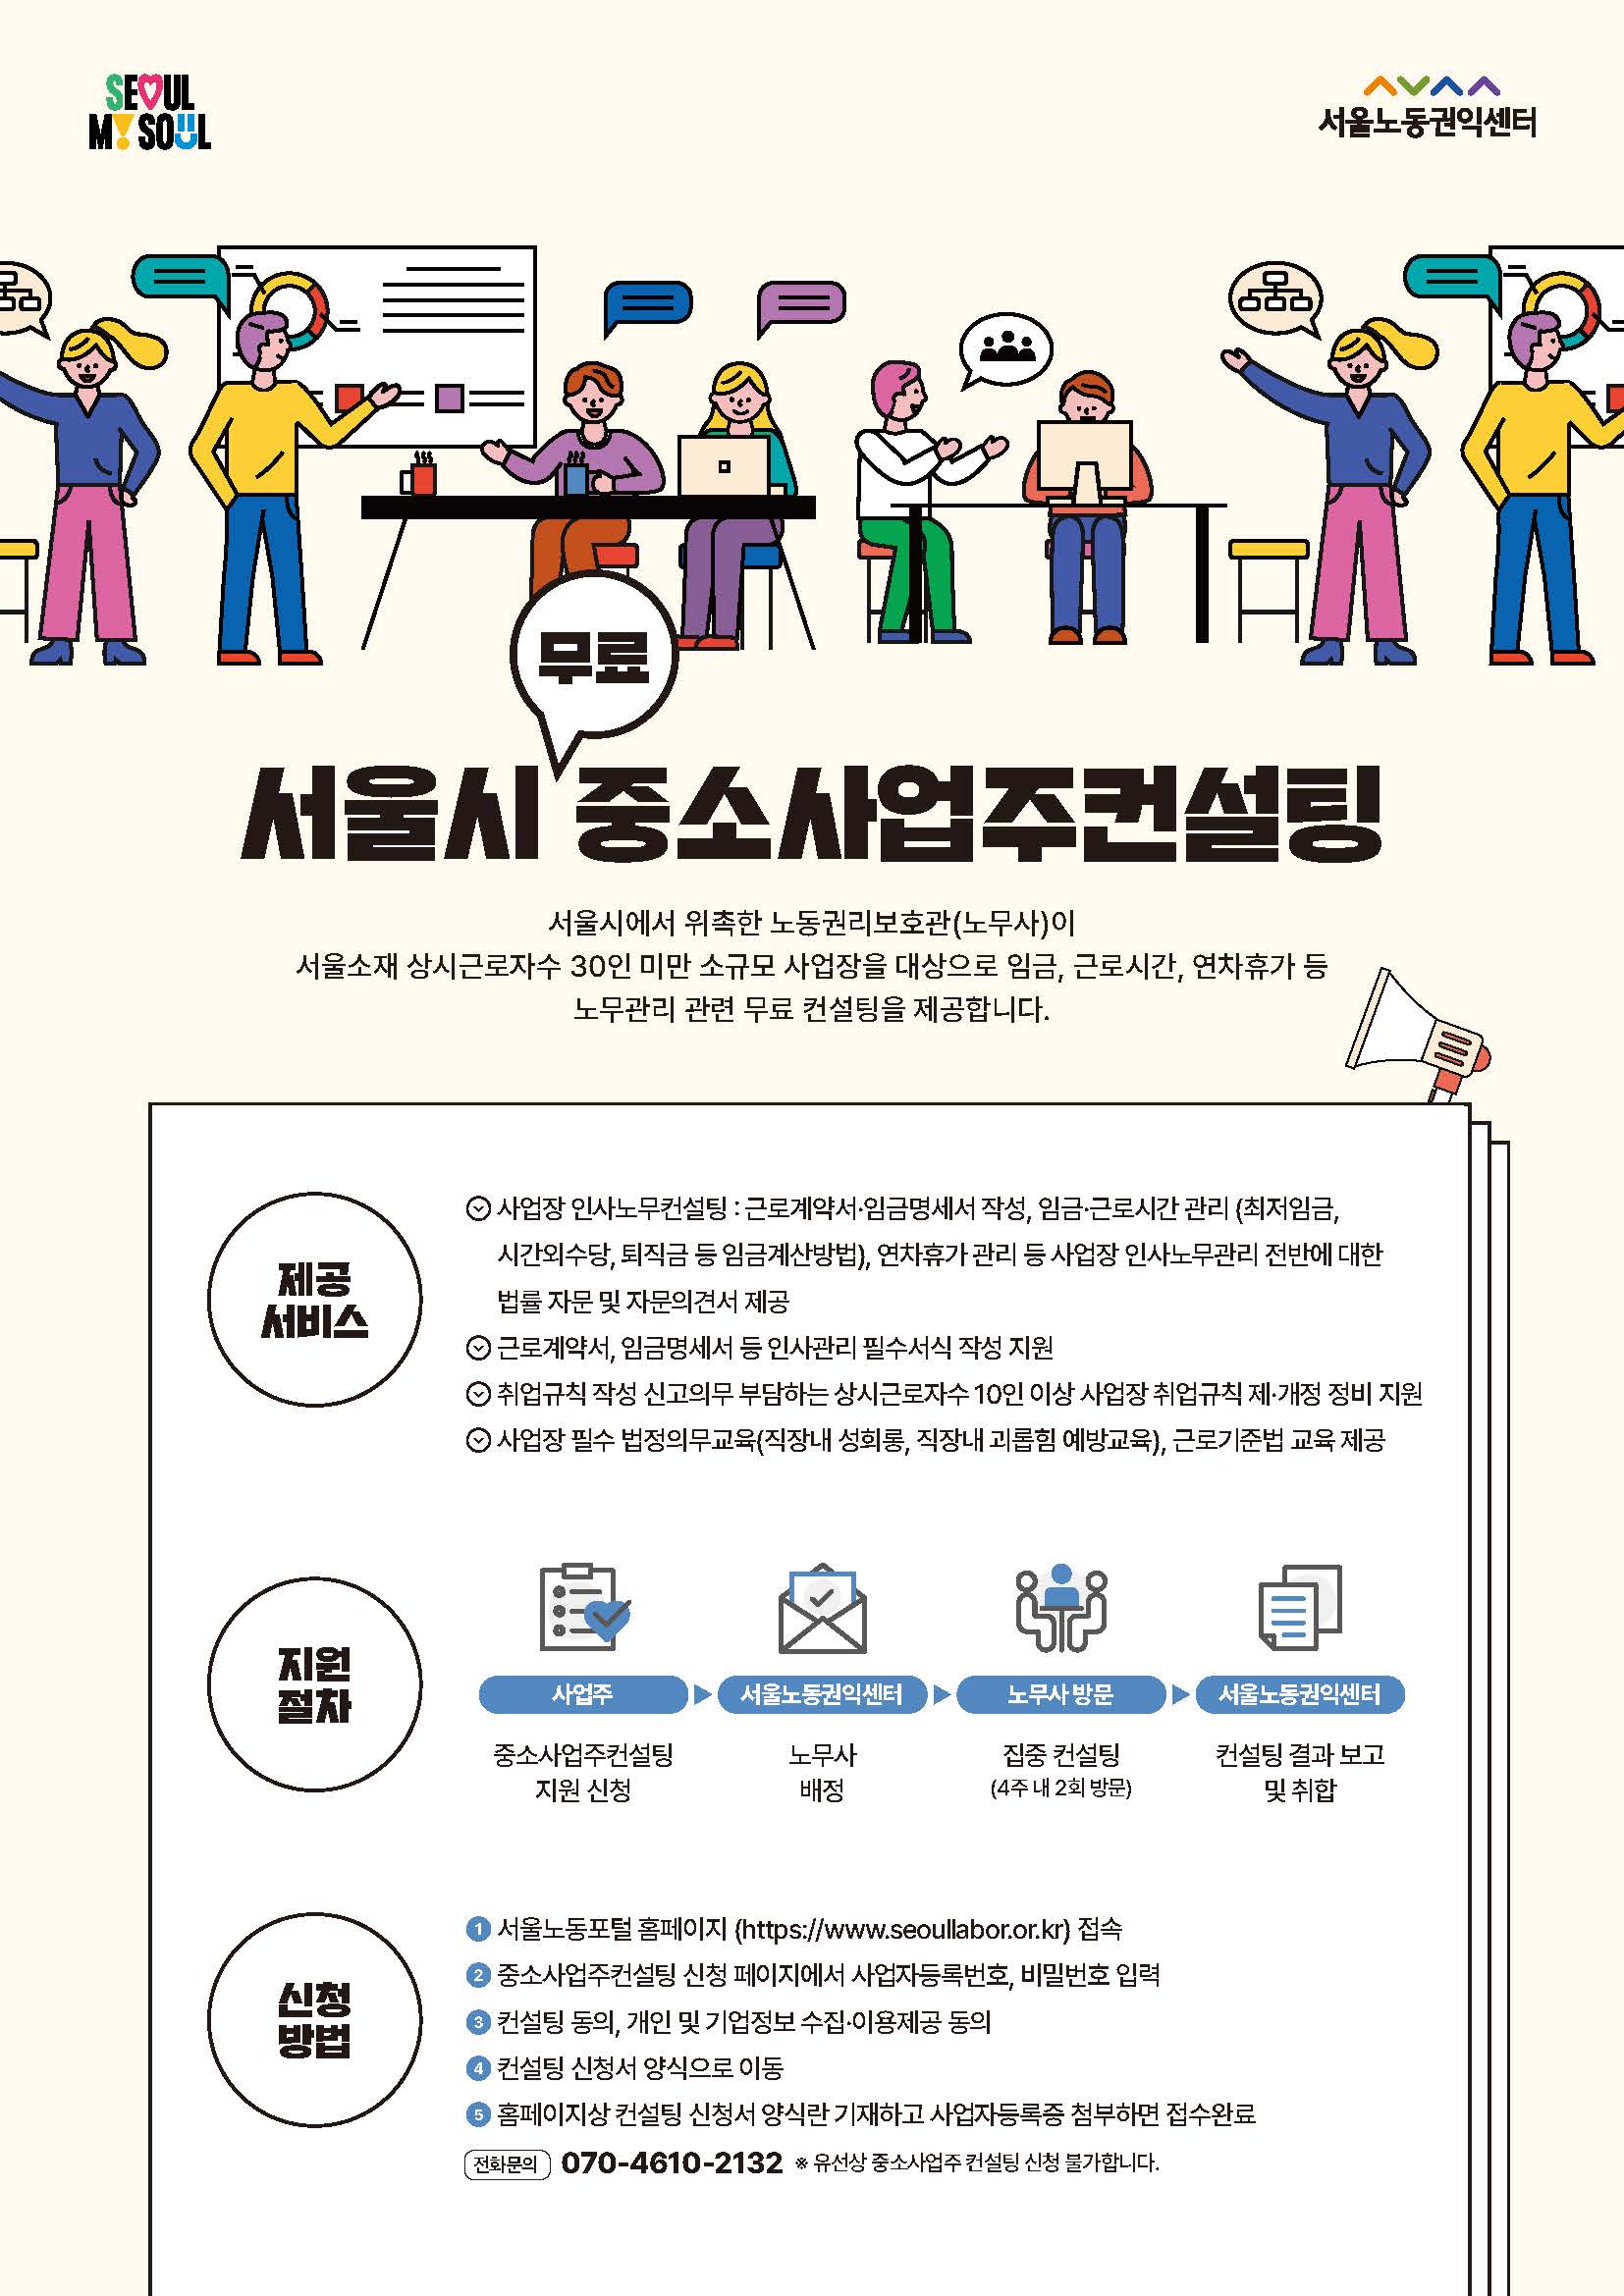 SEOUL
MY SOUL
서울노동권익센터
무료
서울시 중소사업주컨설팅
서울시에서 위촉한 노동권리보호관(노무사)이
서울소재 상시근로자수 30인 미만 소규모 사업장을 대상으로 임금, 근로시간, 연차휴가 등
노무관리 관련 무료 컨설팅을 제공합니다.
제공
서비스
사업장 인사노무컨설팅 : 근로계약서·임금명세서 작성, 임금·근로시간 관리 (최저임금,
시간외수당, 퇴직금 등 임금계산방법), 연차휴가 관리 등 사업장 인사노무관리 전반에 대한
법률 자문 및 자문의견서 제공
근로계약서, 임금명세서 등 인사관리 필수서식 작성 지원
취업규칙 작성 신고의무 부담하는 상시근로자수 10인 이상 사업장 취업규칙 제·개정 정비 지원
사업장 필수 법정의무교육(직장내 성희롱, 직장내 괴롭힘 예방교육), 근로기준법 교육 제공
지원
절차
사업주
서울노동권익센터
노무사 방문
서울노동권익센터
중소사업주컨설팅
지원 신청
노무사
배정
집중 컨설팅
(4주 내 2회 방문)
컨설팅 결과 보고
및 취합
신청
방법
1 서울노동포털 홈페이지 (https://www.seoullabor.or.kr) 접속
2 중소사업주컨설팅 신청 페이지에서 사업자등록번호, 비밀번호 입력
3 컨설팅 동의, 개인 및 기업정보 수집·이용제공 동의
4 컨설팅 신청서 양식으로 이동
5 홈페이지상 컨설팅 신청서 양식란 기재하고 사업자등록증 첨부하면 접수완료
전화문의 070-4610-2132 ※ 유선상 중소사업주 컨설팅 신청 불가합니다.